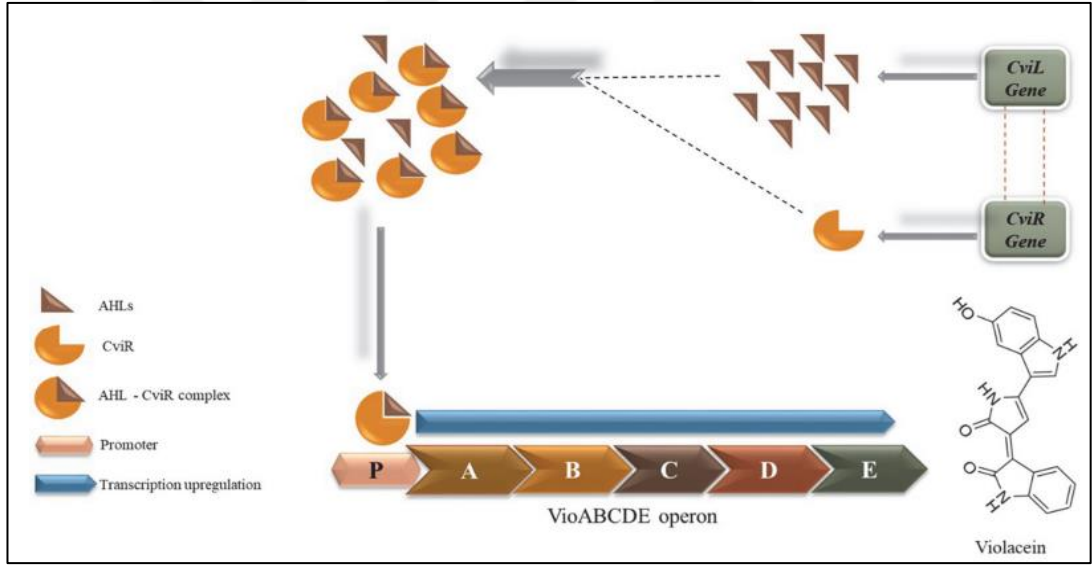 CviL
Gene
CviR
Gene
AHLs
CviR
AHL - CviR complex
Promoter
Transcription upregulation
P A B C D E
VioABCDE operon
HO
N
H
HN
O
O
N
H
Violacein